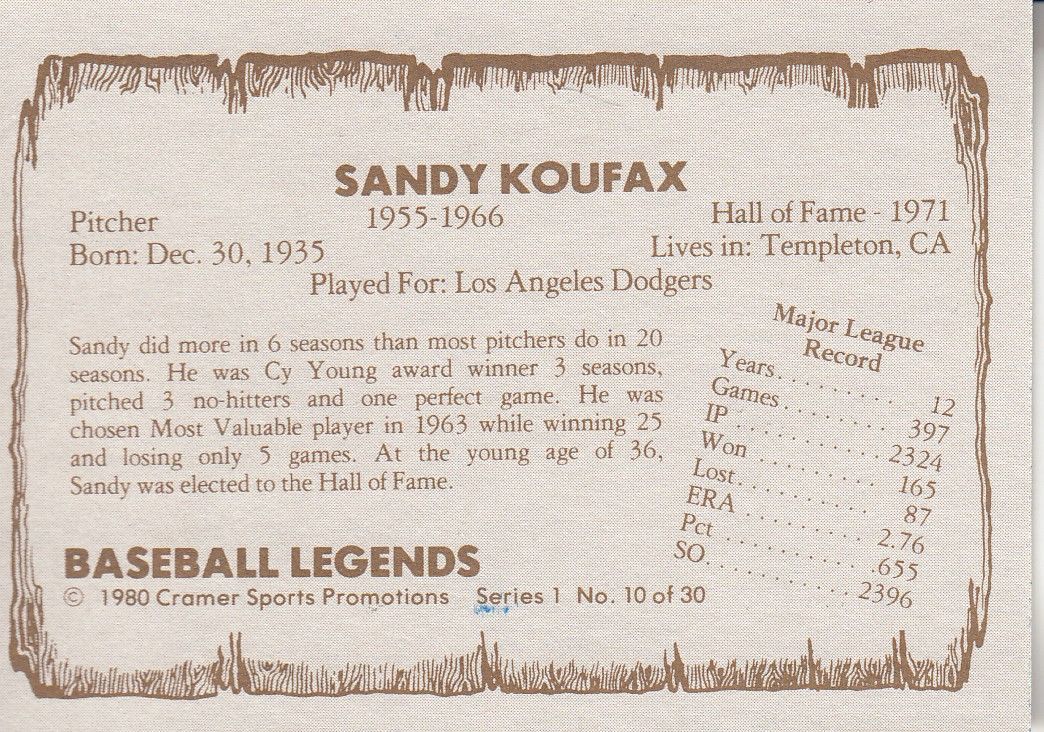 SANDY KOUFAX
Pitcher 1955-1966 Hall of Fame - 1971
Born: Dec. 30, 1935 Lives in: Templeton, CA
Played For: Los Angeles Dodgers
Sandy did more in 6 seasons than most pitchers do in 20
seasons. He was Cy Young award winner 3 seasons,
pitched 3 no-hitters and one perfect game. He was
chosen Most Valuable player in 1963 while winning 25
and losing only 5 games. At the young age of 36,
Sandy was elected to the Hall of Fame.
Major League
Record
Years. . . . . . . . . 12
Games. . . . . . . . 397
IP . . . . . . . . . . 2324
Won . . . . . . . . . 165
Lost. . . . . . . . . . 87
ERA . . . . . . . . . 2.76
Pct . . . . . . . . . . .655
SO. . . . . . . . . . . 2396
BASEBALL LEGENDS
© 1980 Cramer Sports Promotions Series 1 No. 10 of 30